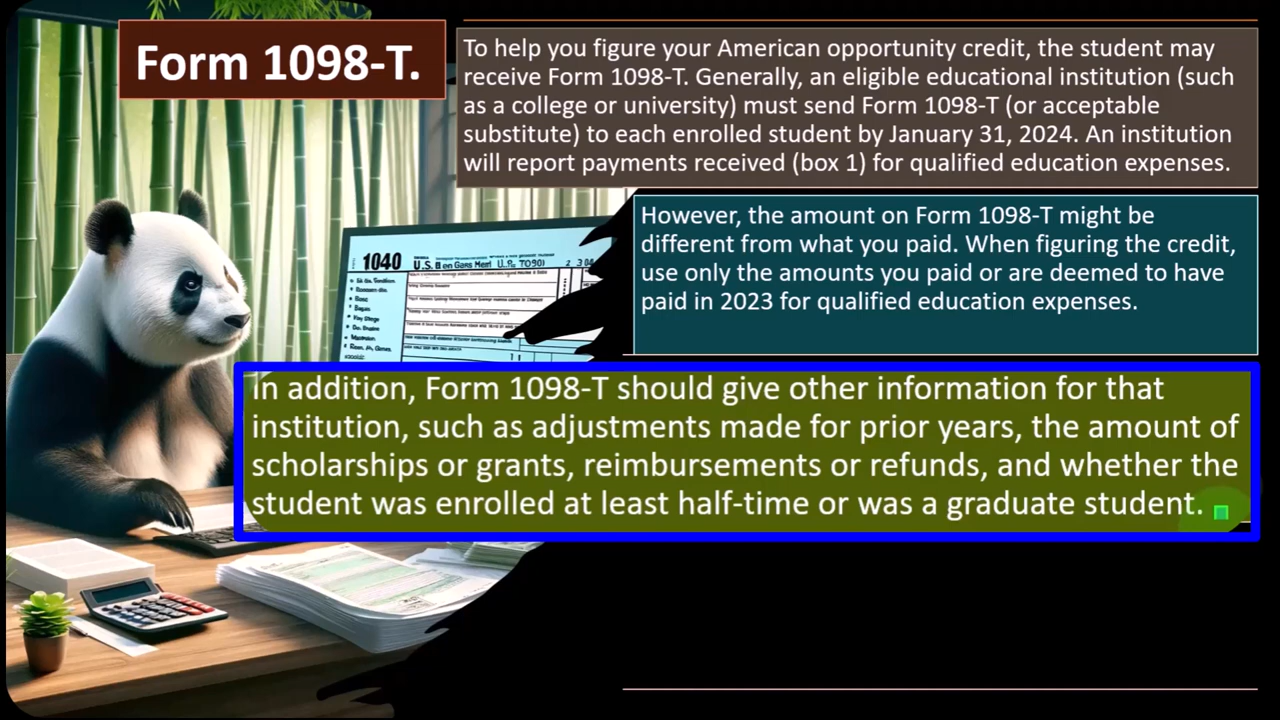 Form 1098-T.
To help you figure your American opportunity credit, the student may
receive Form 1098-T. Generally, an eligible educational institution (such
as a college or university) must send Form 1098-T (or acceptable
substitute) to each enrolled student by January 31, 2024. An institution
will report payments received (box 1) for qualified education expenses.
However, the amount on Form 1098-T might be
different from what you paid. When figuring the credit,
use only the amounts you paid or are deemed to have
paid in 2023 for qualified education expenses.
1040
In addition, Form 1098-T should give other information for that
institution, such as adjustments made for prior years, the amount of
scholarships or grants, reimbursements or refunds, and whether the
student was enrolled at least half-time or was a graduate student.